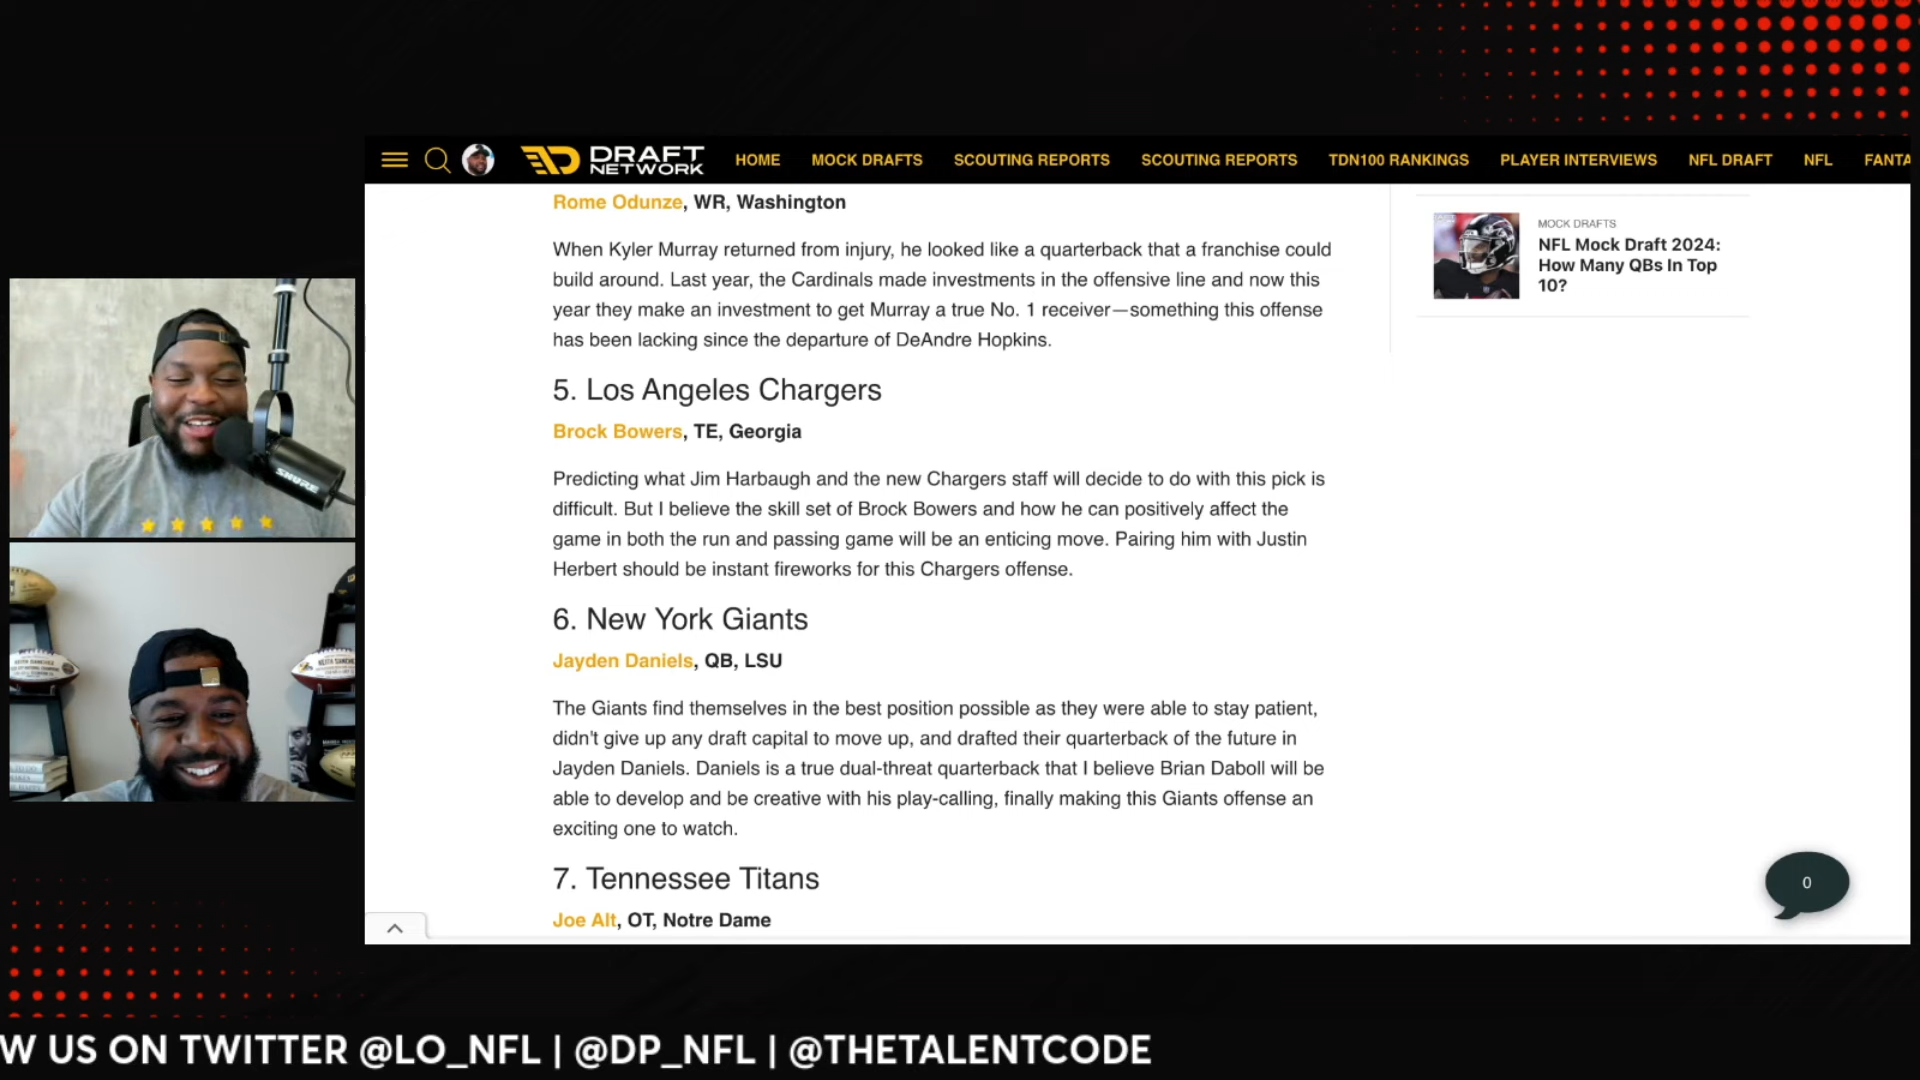 DRAFT
NETWORK
HOME MOCK DRAFTS SCOUTING REPORTS SCOUTING REPORTS TDN100 RANKINGS PLAYER INTERVIEWS NFL DRAFT NFL FANTA
Rome Odunze, WR, Washington
When Kyler Murray returned from injury, he looked like a quarterback that a franchise could
build around. Last year, the Cardinals made investments in the offensive line and now this
year they make an investment to get Murray a true No. 1 receiver—something this offense
has been lacking since the departure of DeAndre Hopkins.
5. Los Angeles Chargers
Brock Bowers, TE, Georgia
Predicting what Jim Harbaugh and the new Chargers staff will decide to do with this pick is
difficult. But I believe the skill set of Brock Bowers and how he can positively affect the
game in both the run and passing game will be an enticing move. Pairing him with Justin
Herbert should be instant fireworks for this Chargers offense.
6. New York Giants
Jayden Daniels, QB, LSU
The Giants find themselves in the best position possible as they were able to stay patient,
didn't give up any draft capital to move up, and drafted their quarterback of the future in
Jayden Daniels. Daniels is a true dual-threat quarterback that I believe Brian Daboll will be
able to develop and be creative with his play-calling, finally making this Giants offense an
exciting one to watch.
7. Tennessee Titans
Joe Alt, OT, Notre Dame
MOCK DRAFTS
NFL Mock Draft 2024:
How Many QBs In Top
10?
0
SHURE
W US ON TWITTER @LO_NFL | @DP_NFL | @THETALENTCODE